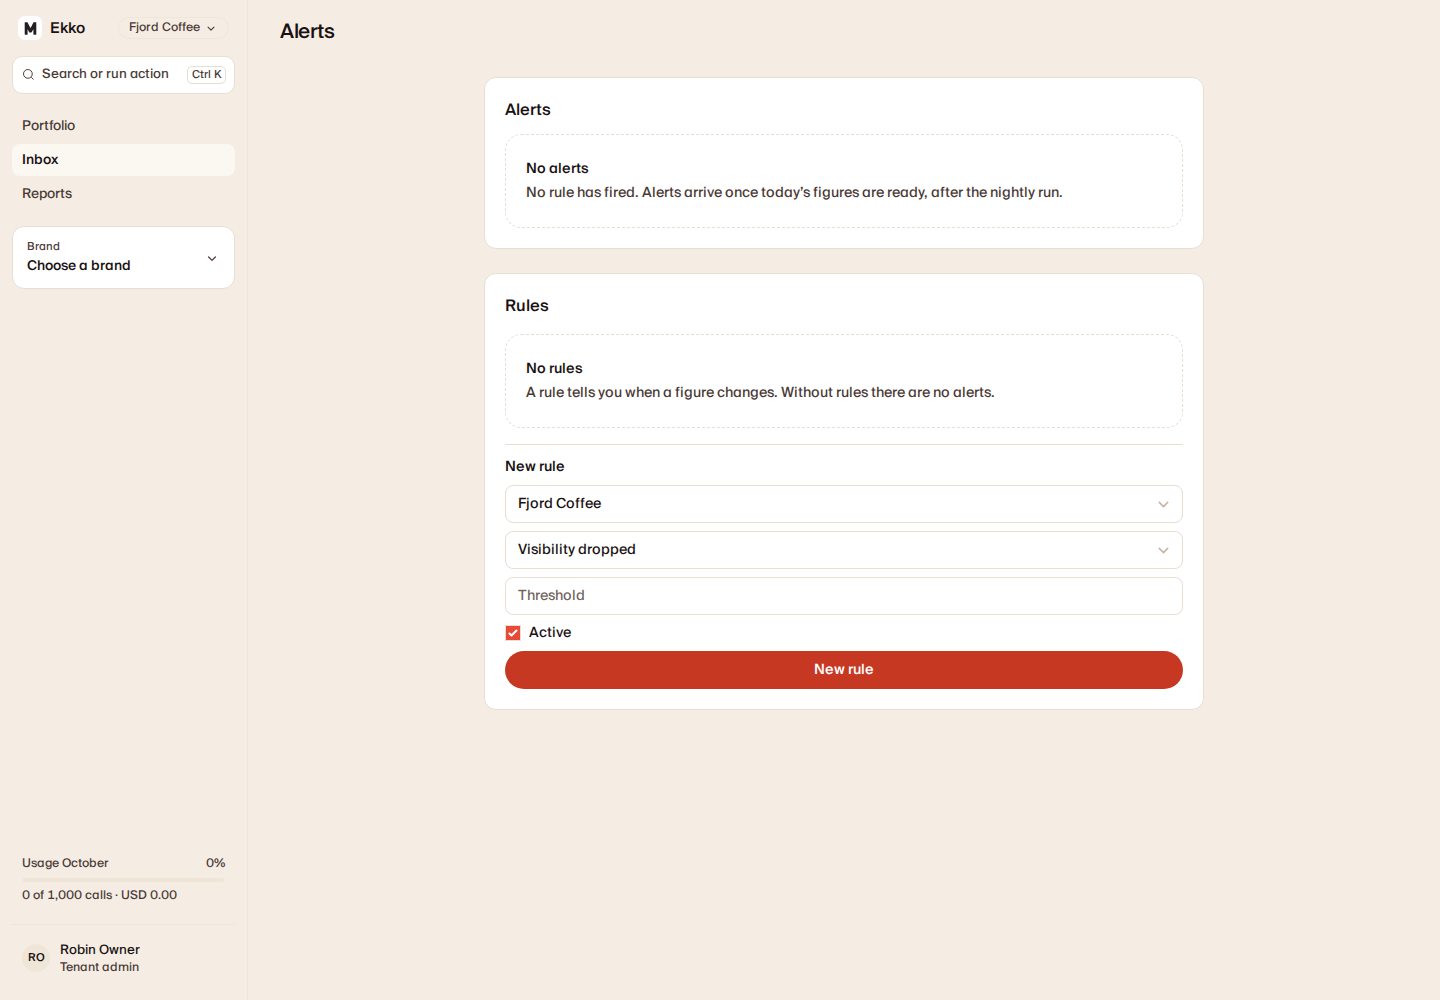 Ekko
Fjord Coffee
Search or run action
Ctrl K
Portfolio
Inbox
Reports
Brand
Choose a brand
Usage October
0%
0 of 1,000 calls · USD 0.00
RO
Robin Owner
Tenant admin
Alerts
Alerts
No alerts
No rule has fired. Alerts arrive once today’s figures are ready, after the nightly run.
Rules
No rules
A rule tells you when a figure changes. Without rules there are no alerts.
New rule
Fjord Coffee
Visibility dropped
Threshold
Active
New rule